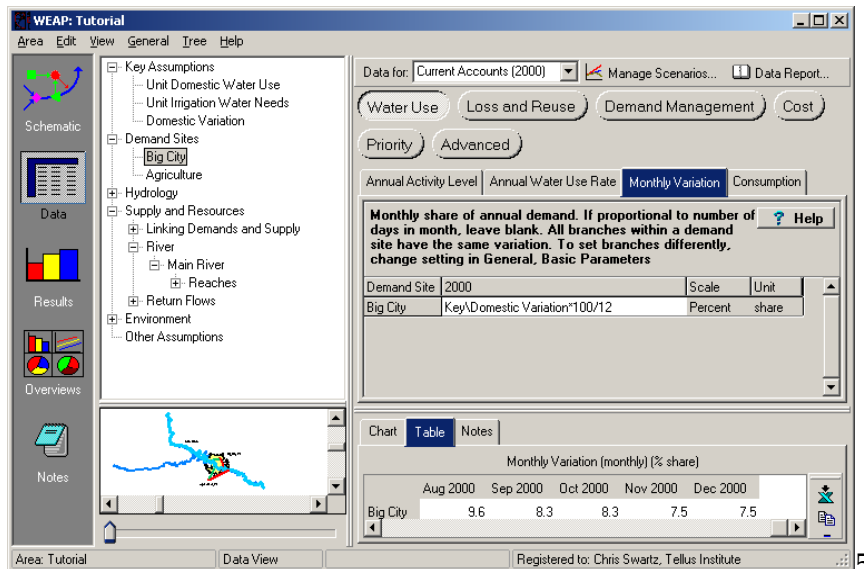 WEAP: Tutorial
Area Edit View General Tree Help
Schematic
Data
Results
Overviews
Notes
Key Assumptions
Unit Domestic Water Use
Unit Irrigation Water Needs
Domestic Variation
Demand Sites
Big City
Agriculture
Hydrology
Supply and Resources
Linking Demands and Supply
River
Main River
Reaches
Return Flows
Environment
Other Assumptions
Data for: Current Accounts (2000) Manage Scenarios... Data Report...
Water Use Loss and Reuse Demand Management Cost
Priority Advanced
Annual Activity Level Annual Water Use Rate Monthly Variation Consumption
Monthly share of annual demand. If proportional to number of
days in month, leave blank. All branches within a demand
site have the same variation. To set branches differently,
change setting in General, Basic Parameters
? Help
Demand Site 2000 Scale Unit
Big City Key\Domestic Variation*100/12 Percent share
Chart Table Notes
Monthly Variation (monthly) (% share)
Aug 2000 Sep 2000 Oct 2000 Nov 2000 Dec 2000
Big City 9.6 8.3 8.3 7.5 7.5
Area: Tutorial Data View Registered to: Chris Swartz, Tellus Institute